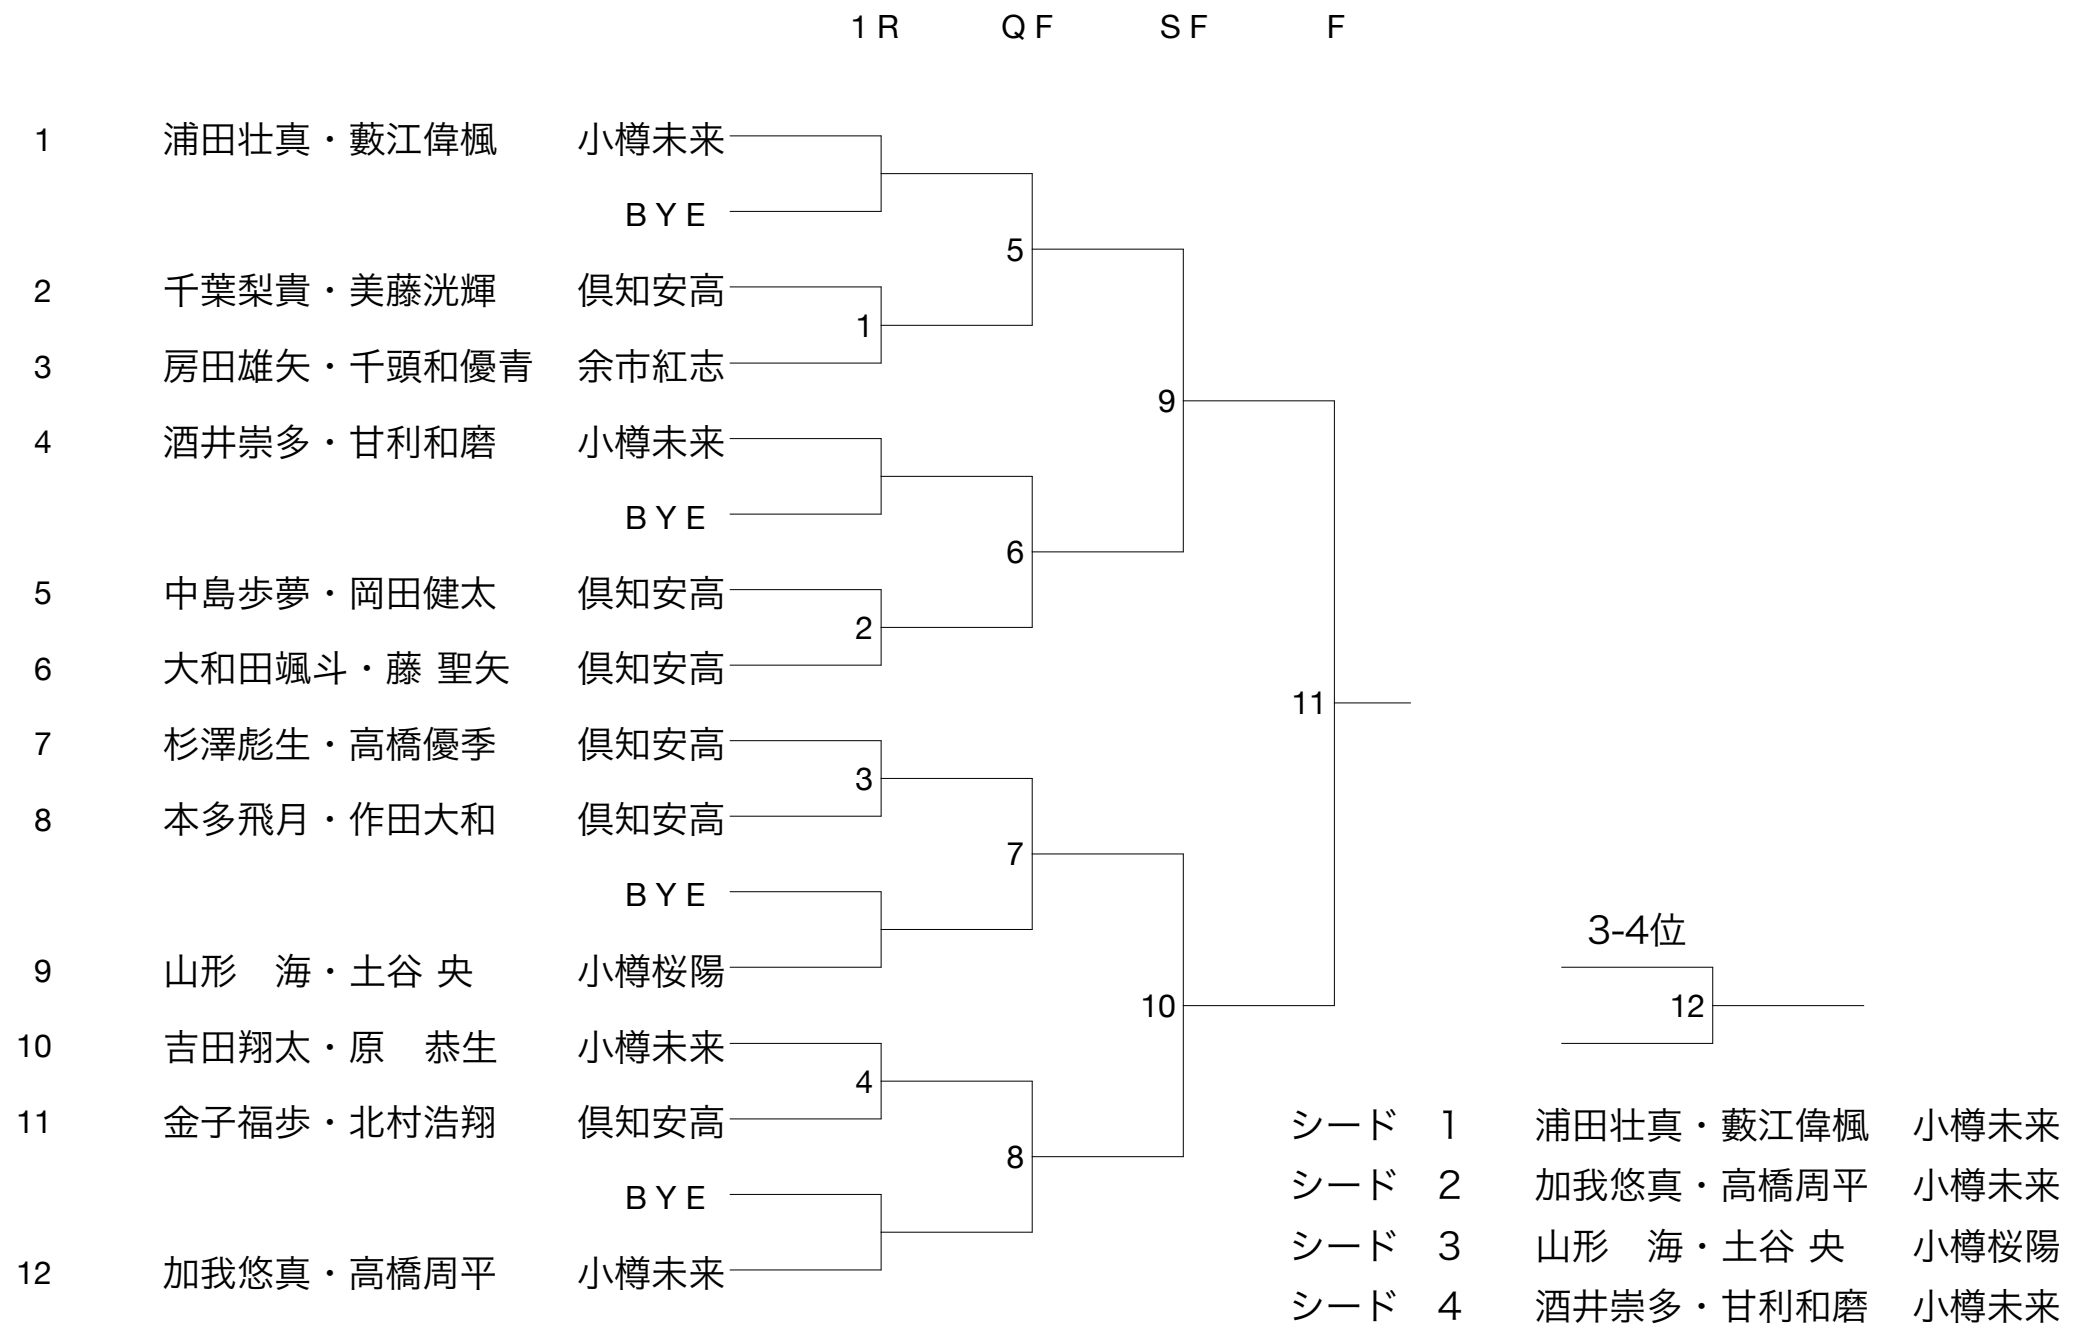 1R QF SF F
1 浦田壮真・藪江偉楓 小樽未来
BYE
5
2 千葉梨貴・美藤洸輝 倶知安高
1
3 房田雄矢・千頭和優青 余市紅志
9
4 酒井崇多・甘利和磨 小樽未来
BYE
6
5 中島歩夢・岡田健太 倶知安高
2
6 大和田颯斗・藤 聖矢 倶知安高
11
7 杉澤彪生・高橋優季 倶知安高
3
8 本多飛月・作田大和 倶知安高
7
BYE
3-4位
9 山形 海・土谷 央 小樽桜陽
10 12
10 吉田翔太・原 恭生 小樽未来
4
11 金子福歩・北村浩翔 倶知安高
8
BYE
12 加我悠真・高橋周平 小樽未来
シード 1 浦田壮真・藪江偉楓 小樽未来
シード 2 加我悠真・高橋周平 小樽未来
シード 3 山形 海・土谷 央 小樽桜陽
シード 4 酒井崇多・甘利和磨 小樽未来